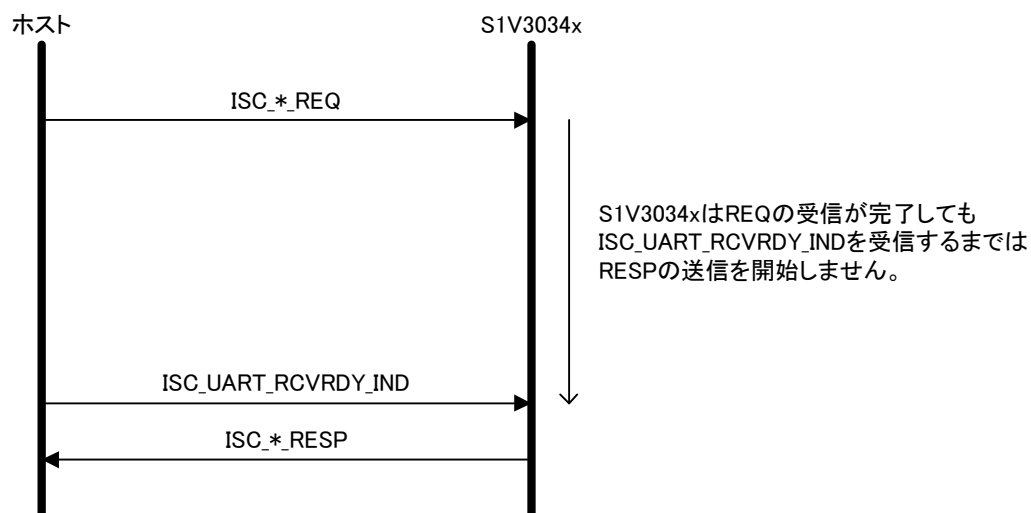 ホスト
S1V3034x
ISC_*_REQ
S1V3034xはREQの受信が完了しても
ISC_UART_RCVRDY_INDを受信するまでは
RESPの送信を開始しません。
ISC_UART_RCVRDY_IND
ISC_*_RESP